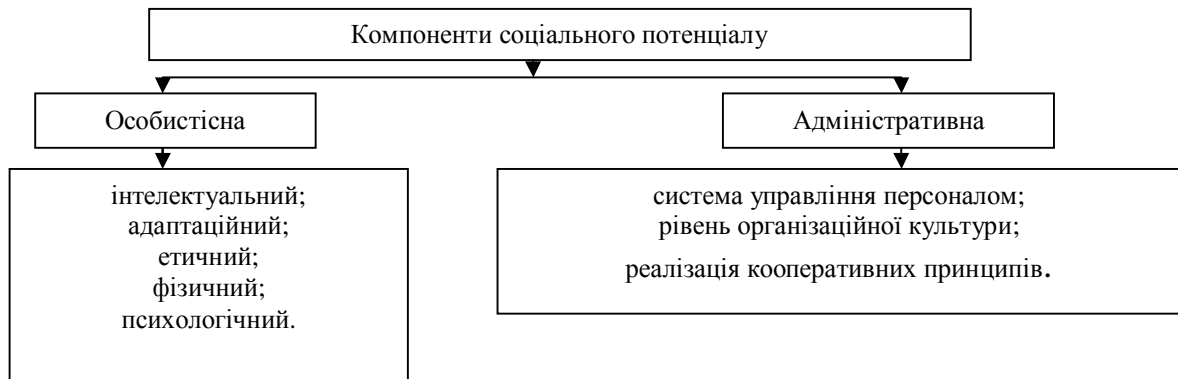 Компоненти соціального потенціалу
Особистісна
Адміністративна
інтелектуальний;
адаптаційний;
етичний;
фізичний;
психологічний.
система управління персоналом;
рівень організаційної культури;
реалізація кооперативних принципів.